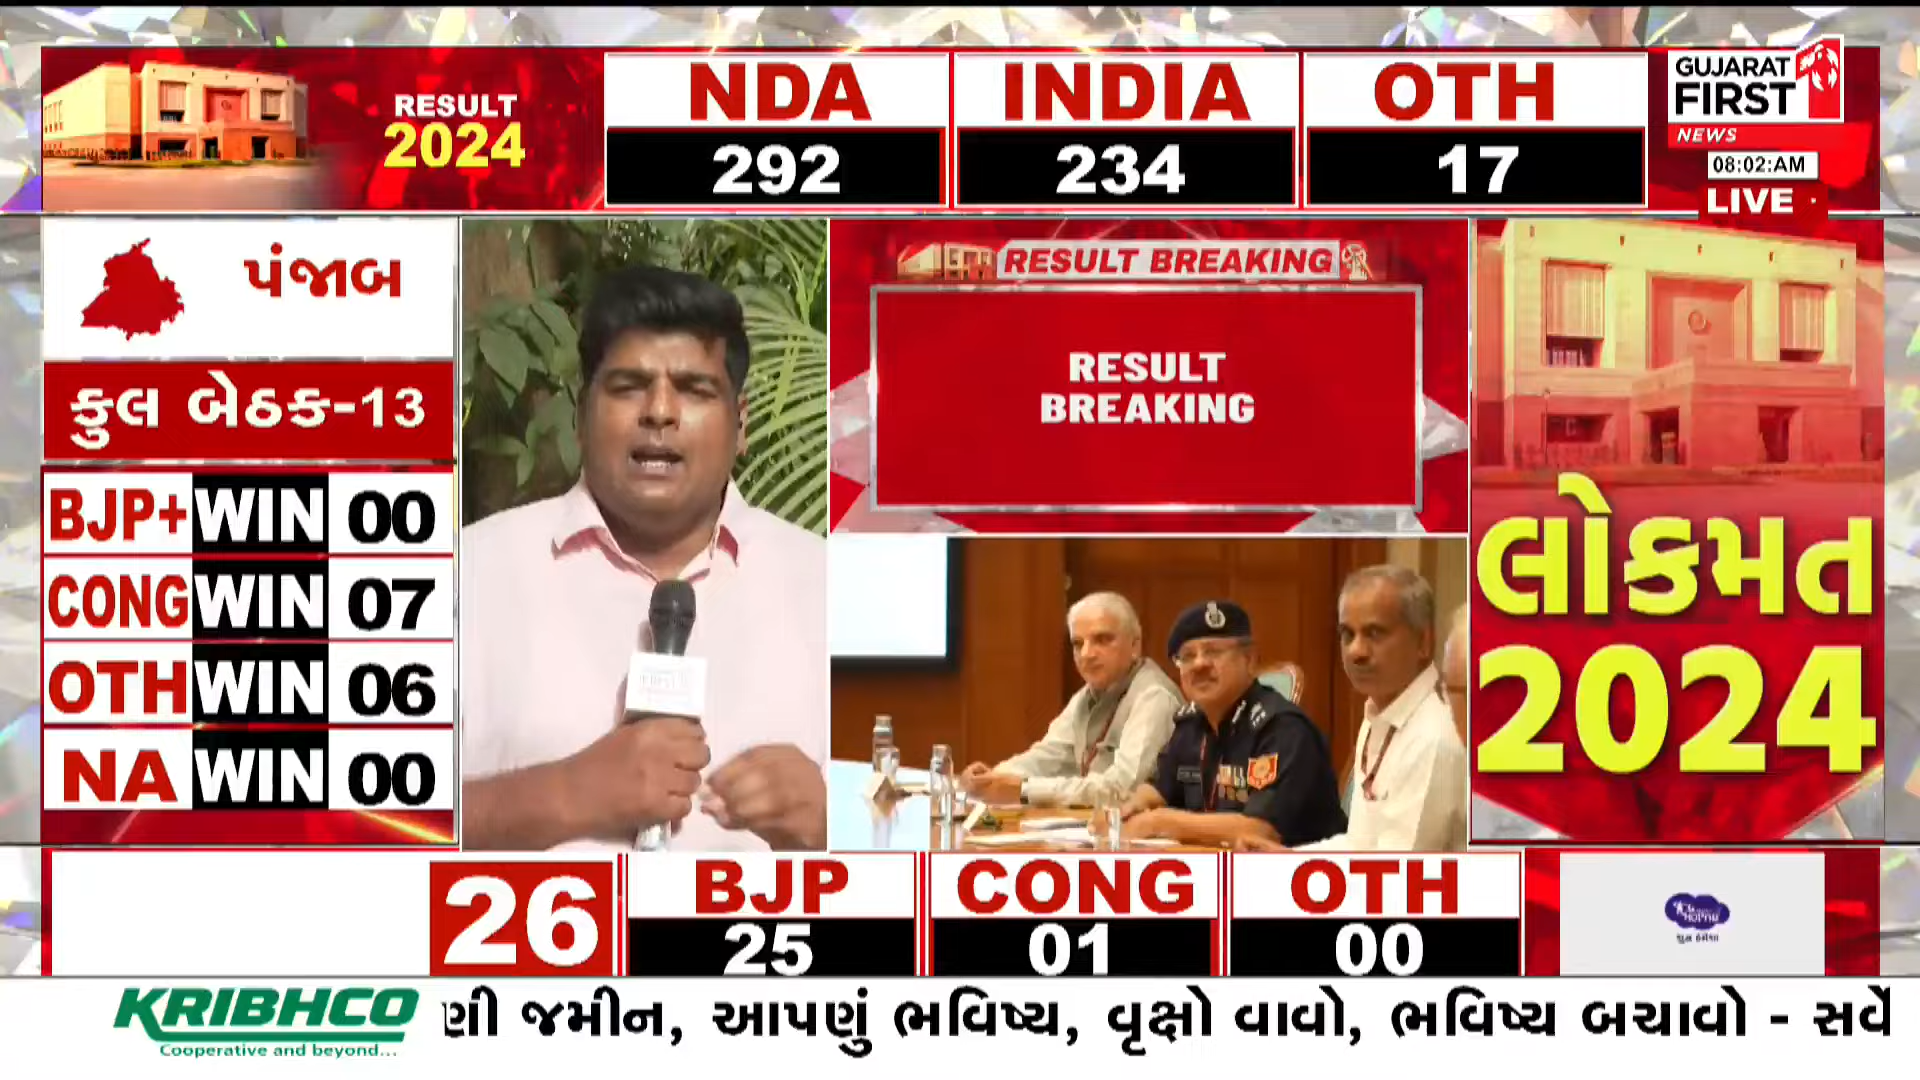 RESULT
2024
NDA
292
INDIA
234
OTH
17
GUJARAT
FIRST
NEWS
08:02:AM
LIVE
પંજાબ
કુલ બેઠક-13
BJP+ WIN 00
CONG WIN 07
OTH WIN 06
NA WIN 00
RESULT BREAKING
RESULT
BREAKING
લોકમત
2024
26
BJP
25
CONG
01
OTH
00
KRIBHCO
Cooperative and beyond...
ણી જમીન, આપણું ભવિષ્ય, વૃક્ષો વાવો, ભવિષ્ય બચાવો - સર્વે